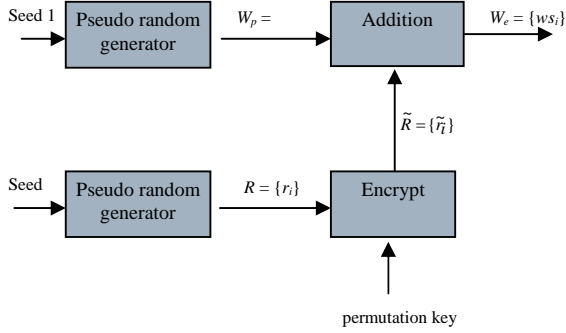 Seed 1
Pseudo random
generator
W_p =
Addition
W_e = {ws_i}
R̃ = {r̃_i}
Seed
Pseudo random
generator
R = {r_i}
Encrypt
permutation key